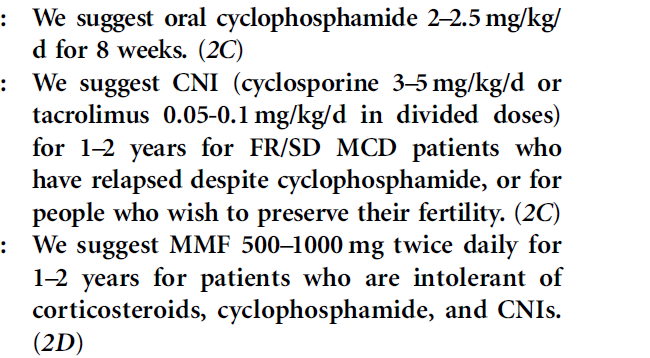 : We suggest oral cyclophosphamide 2–2.5 mg/kg/
d for 8 weeks. (2C)
: We suggest CNI (cyclosporine 3–5 mg/kg/d or
tacrolimus 0.05-0.1 mg/kg/d in divided doses)
for 1–2 years for FR/SD MCD patients who
have relapsed despite cyclophosphamide, or for
people who wish to preserve their fertility. (2C)
: We suggest MMF 500–1000 mg twice daily for
1–2 years for patients who are intolerant of
corticosteroids, cyclophosphamide, and CNIs.
(2D)